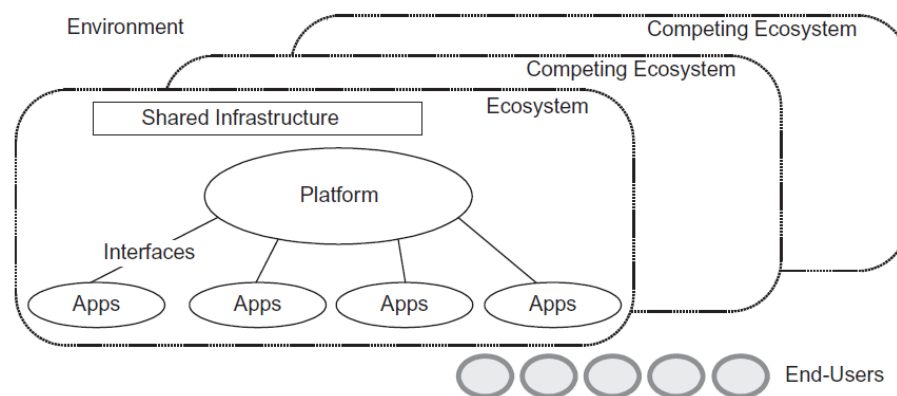 Environment
Competing Ecosystem
Competing Ecosystem
Ecosystem
Shared Infrastructure
Platform
Interfaces
Apps Apps Apps Apps
End-Users